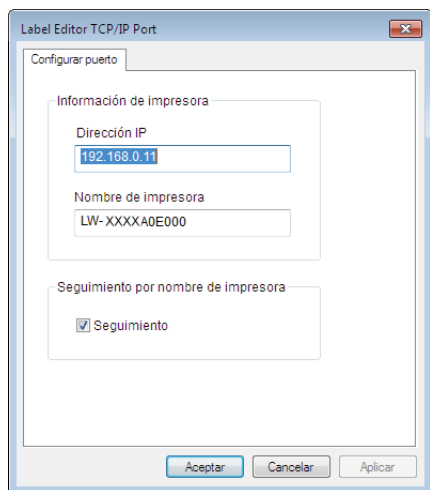 Label Editor TCP/IP Port
Configurar puerto
Información de impresora
Dirección IP
192.168.0.11
Nombre de impresora
LW-XXXXA0E000
Seguimiento por nombre de impresora
Seguimiento
Aceptar Cancelar Aplicar